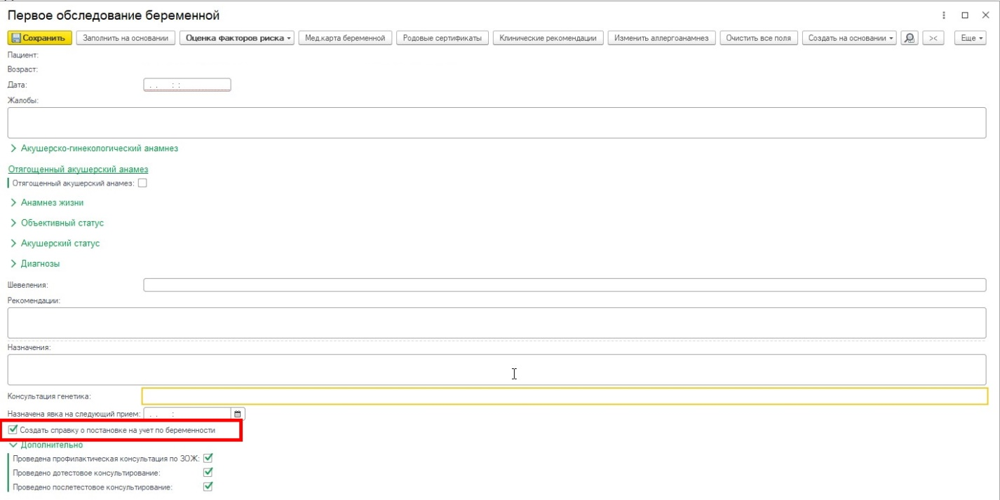 Первое обследование беременной
Сохранить Заполнить на основании Оценка факторов риска Мед.карта беременной Родовые сертификаты Клинические рекомендации Изменить аллергоанамнез Очистить все поля Создать на основании Еще
Пациент:
Возраст:
Дата: . . : :
Жалобы:
Акушерско-гинекологический анамнез
Отягощенный акушерский анамез
Отягощенный акушерский анамез:
Анамнез жизни
Объективный статус
Акушерский статус
Диагнозы
Шевеления:
Рекомендации:
Назначения:
Консультация генетика:
Назначена явка на следующий прием: . . :
Создать справку о постановке на учет по беременности
Дополнительно
Проведена профилактическая консультация по ЗОЖ:
Проведено дотестовое консультирование:
Проведено послетестовое консультирование: